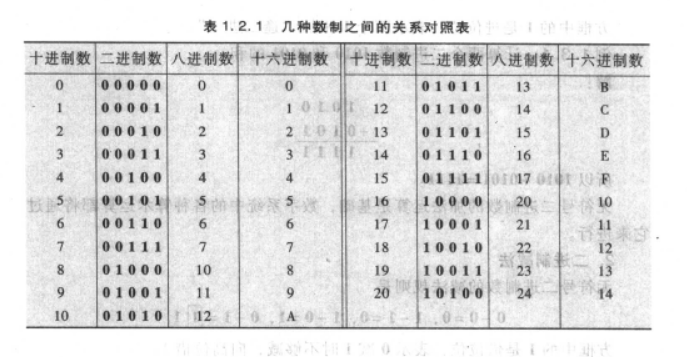 表 1.2.1 几种数制之间的关系对照表
十进制数 二进制数 八进制数 十六进制数 十进制数 二进制数 八进制数 十六进制数
0 00000 0 0 11 01011 13 B
1 00001 1 1 12 01100 14 C
2 00010 2 2 13 01101 15 D
3 00011 3 3 14 01110 16 E
4 00100 4 4 15 01111 17 F
5 00101 5 5 16 10000 20 10
6 00110 6 6 17 10001 21 11
7 00111 7 7 18 10010 22 12
8 01000 10 8 19 10011 23 13
9 01001 11 9 20 10100 24 14
10 01010 12 A